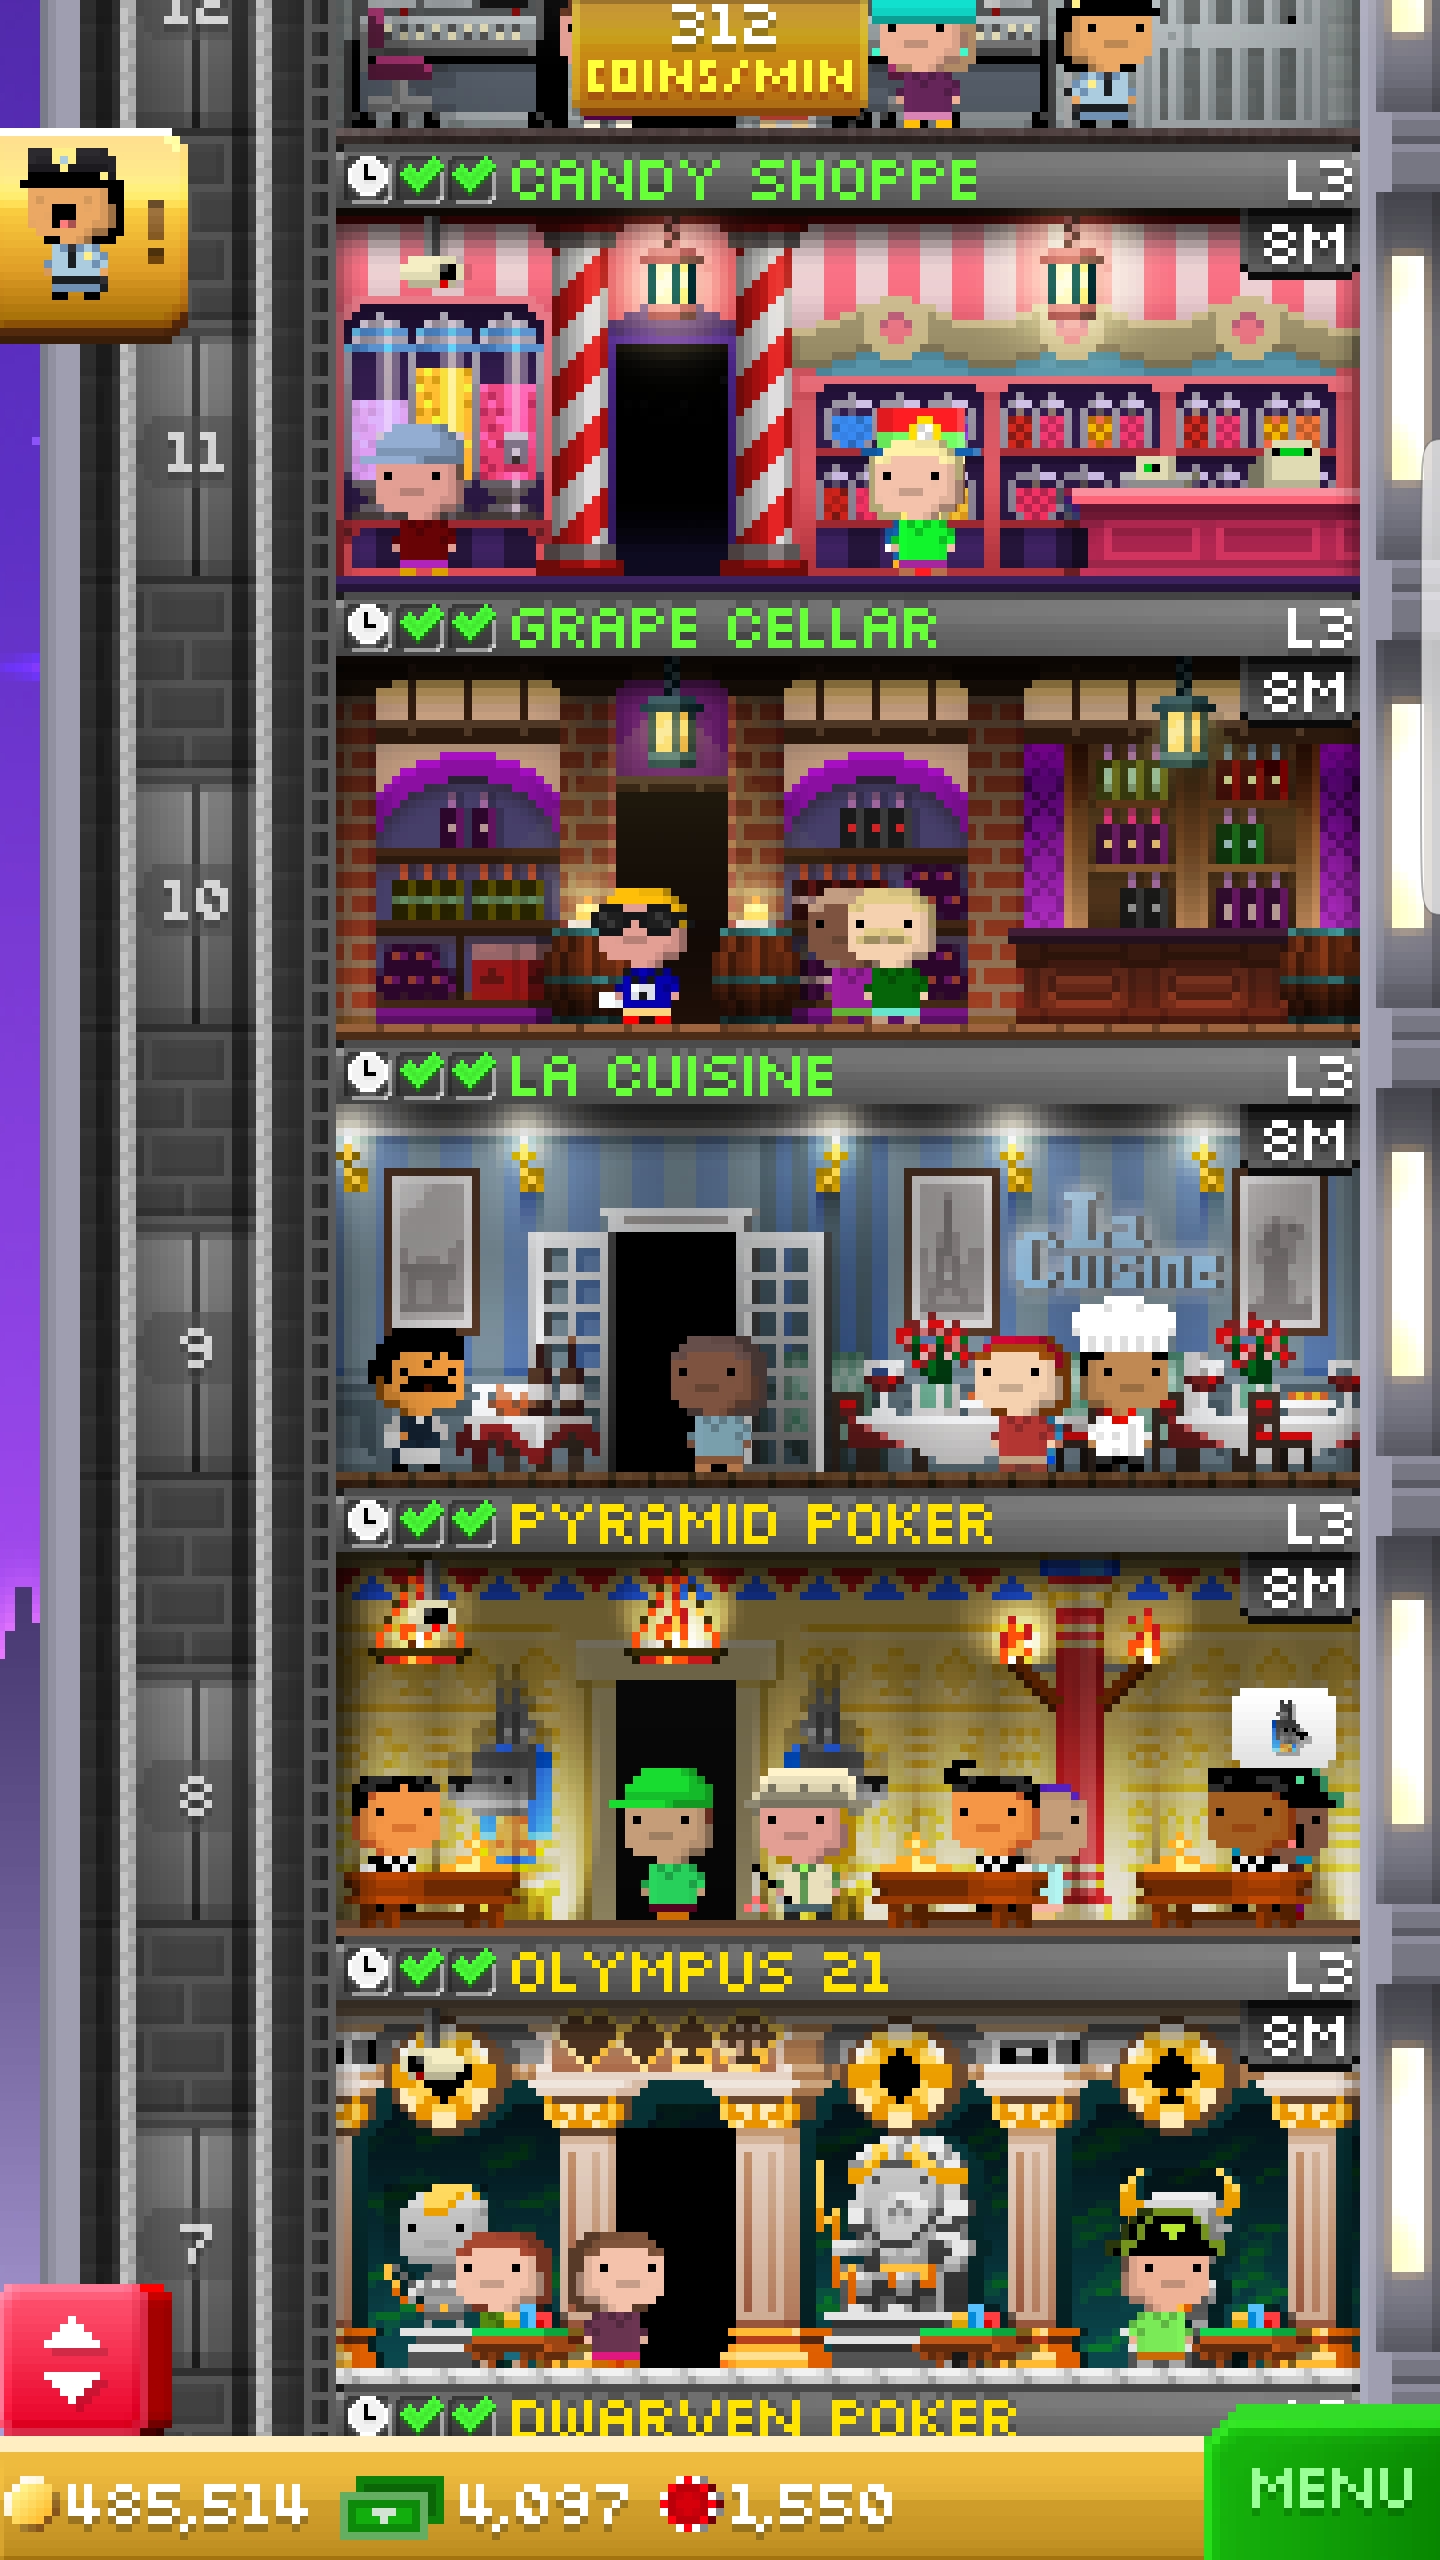 12
312
COINS/MIN
!
CANDY SHOPPE L3
8M
11
GRAPE CELLAR L3
8M
10
LA CUISINE L3
8M
La
Cuisine
9
PYRAMID POKER L3
8M
8
OLYMPUS 21 L3
8M
7
DWARVEN POKER
485,514 4,097 1,550
MENU